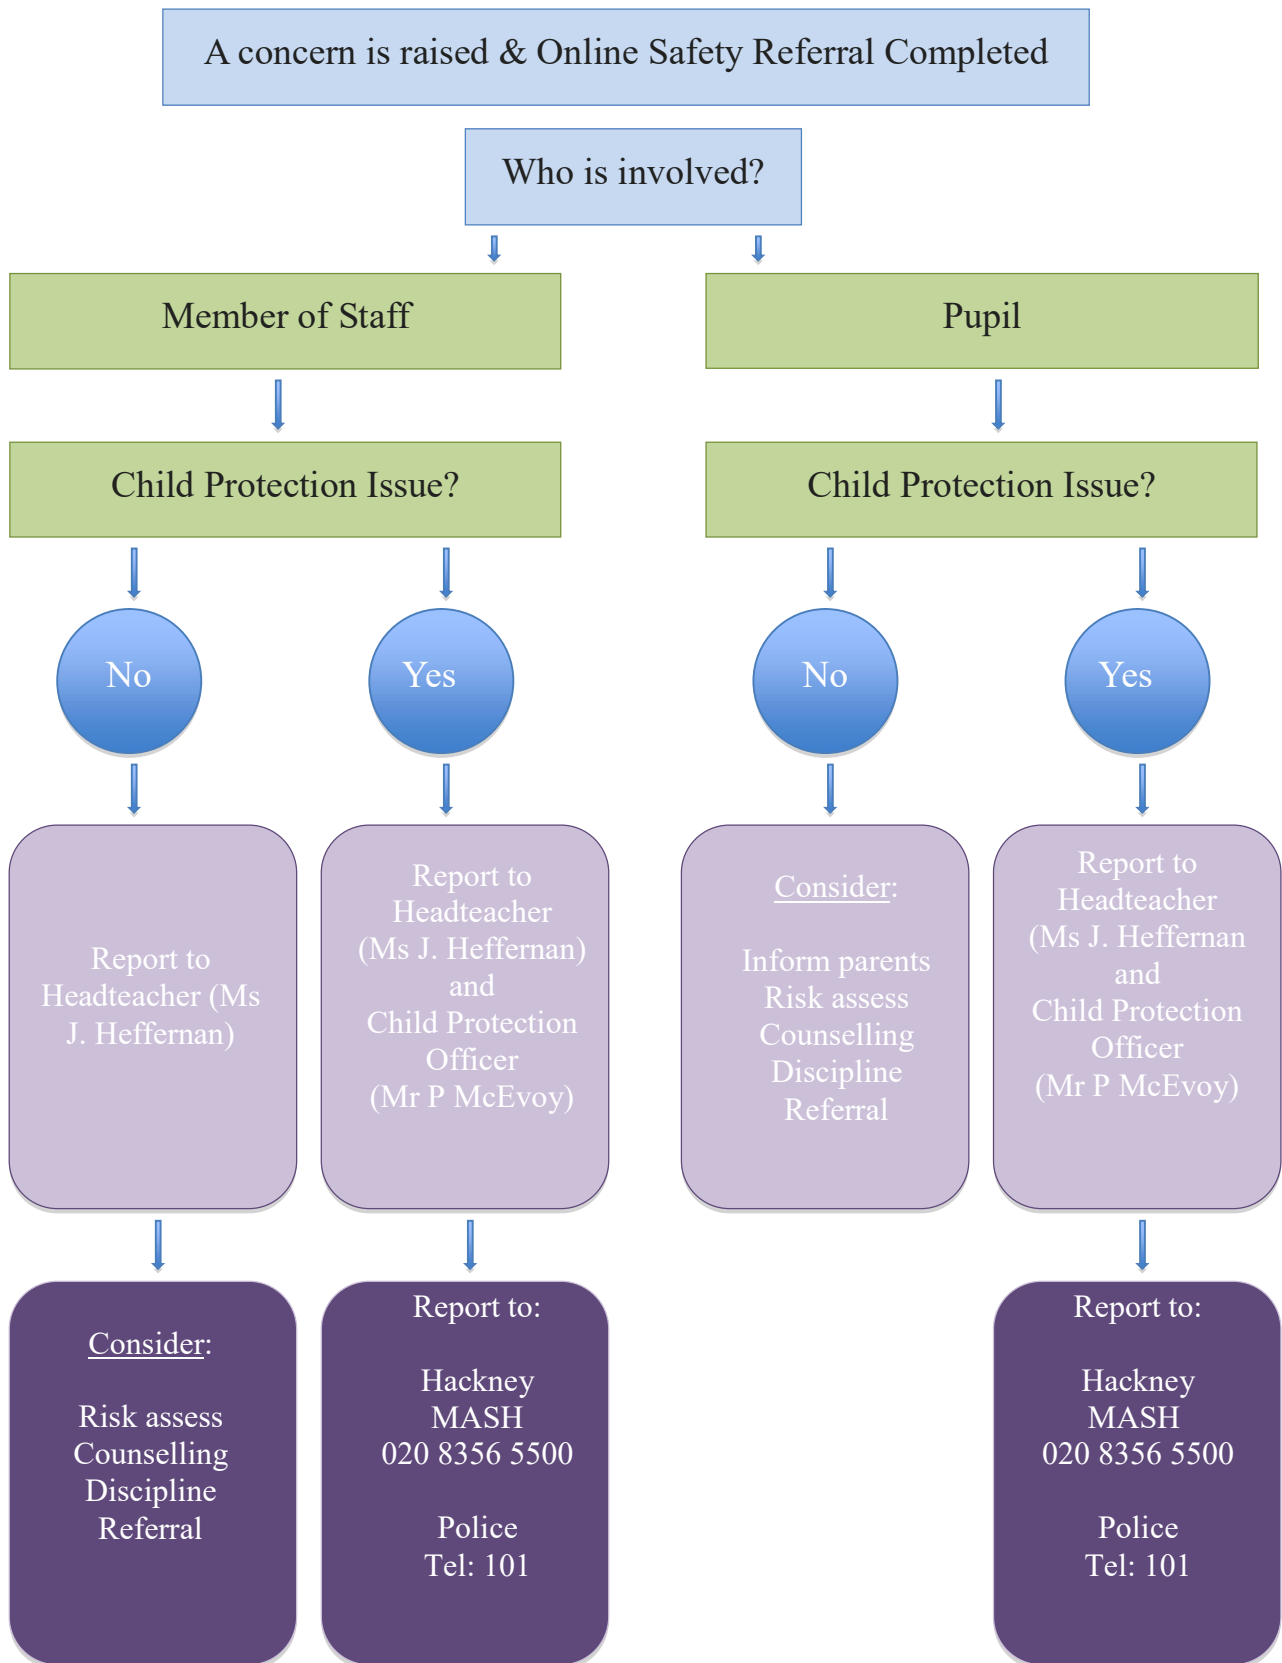 A concern is raised & Online Safety Referral Completed
Who is involved?
Member of Staff
Pupil
Child Protection Issue?
Child Protection Issue?
No
Yes
No
Yes
Report to
Headteacher (Ms
J. Heffernan)
Report to
Headteacher
(Ms J. Heffernan)
and
Child Protection
Officer
(Mr P McEvoy)
Consider:
Inform parents
Risk assess
Counselling
Discipline
Referral
Report to
Headteacher
(Ms J. Heffernan
and
Child Protection
Officer
(Mr P McEvoy)
Consider:
Risk assess
Counselling
Discipline
Referral
Report to:
Hackney
MASH
020 8356 5500
Police
Tel: 101
Report to:
Hackney
MASH
020 8356 5500
Police
Tel: 101